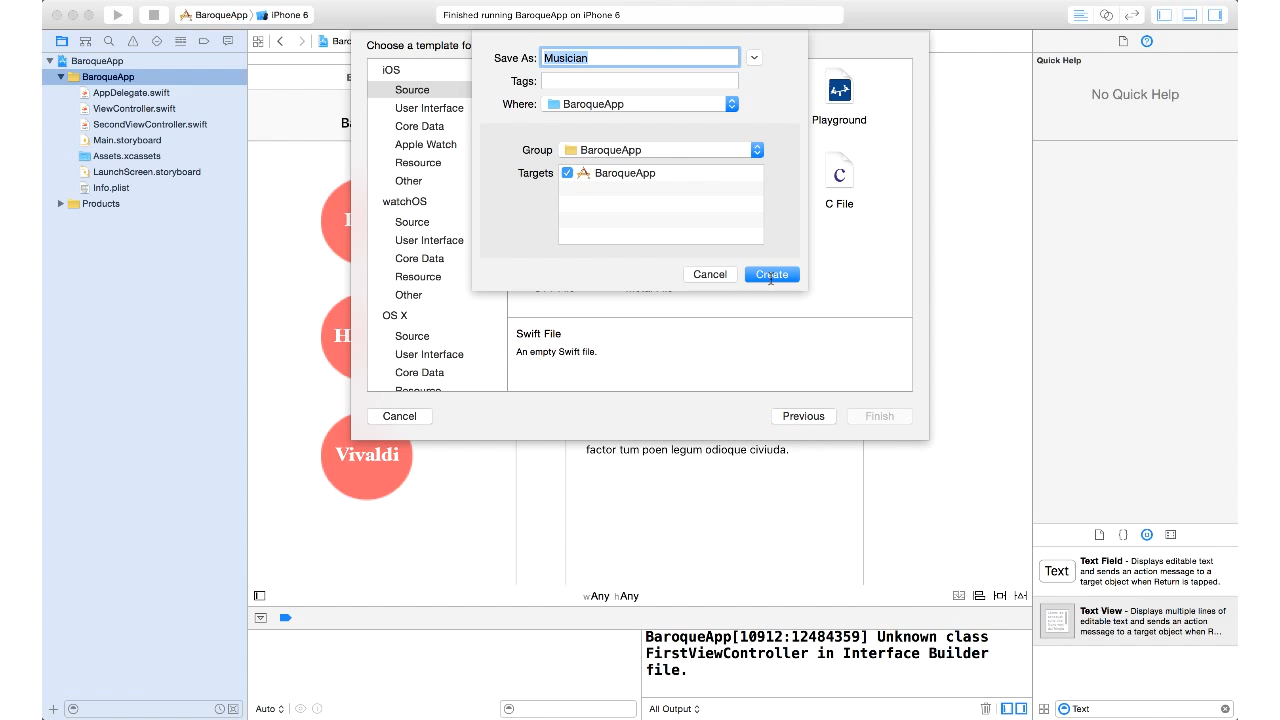 BaroqueApp
iPhone 6
Finished running BaroqueApp on iPhone 6
BaroqueApp
BaroqueApp
AppDelegate.swift
ViewController.swift
SecondViewController.swift
Main.storyboard
Assets.xcassets
LaunchScreen.storyboard
Info.plist
Products
Choose a template fo
iOS
Source
User Interface
Core Data
Apple Watch
Resource
Other
watchOS
Source
User Interface
Core Data
Resource
Other
OS X
Source
User Interface
Core Data
Resource
Save As: Musician
Tags:
Where: BaroqueApp
Group BaroqueApp
Targets BaroqueApp
Cancel Create
Playground
C
C File
Swift File
An empty Swift file.
Cancel Previous Finish
Vivaldi
factor tum poen legum odioque civiuda.
wAny hAny
BaroqueApp[10912:12484359] Unknown class
FirstViewController in Interface Builder
file.
Auto
All Output
Quick Help
No Quick Help
Text
Text Field - Displays editable text
and sends an action message to a
target object when Return is tapped.
Text View - Displays multiple lines of
editable text and sends an action
message to a target object when R...
Text